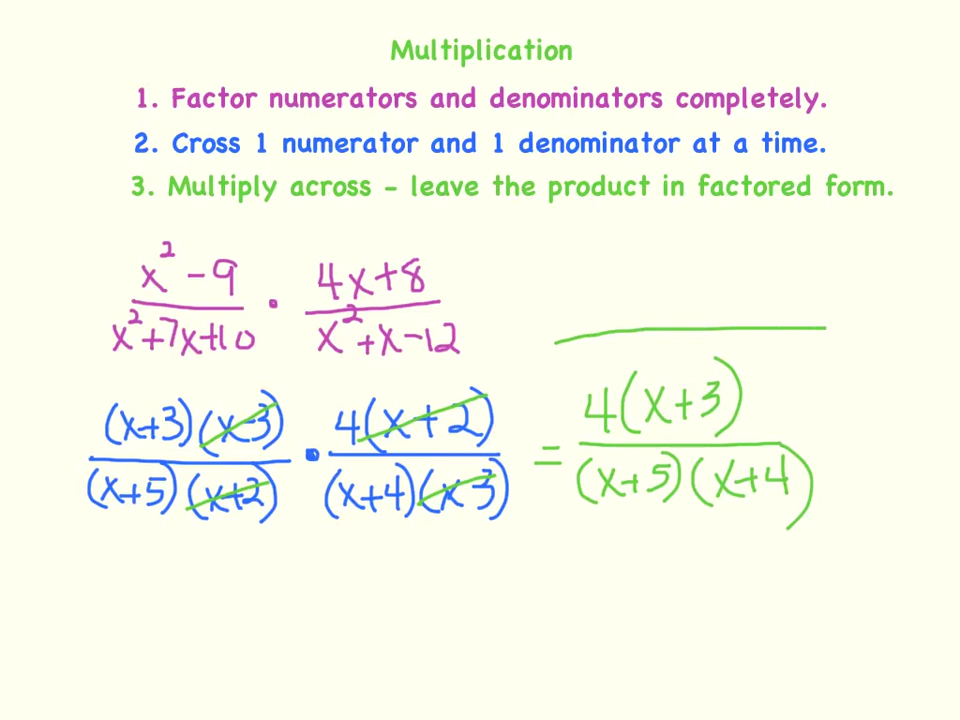 Multiplication
1. Factor numerators and denominators completely.
2. Cross 1 numerator and 1 denominator at a time.
3. Multiply across - leave the product in factored form.
x² - 9 / x² + 7x + 10 · 4x + 8 / x² + x - 12
(x+3)(x-3) / (x+5)(x+2) · 4(x+2) / (x+4)(x-3) = 4(x+3) / (x+5)(x+4)